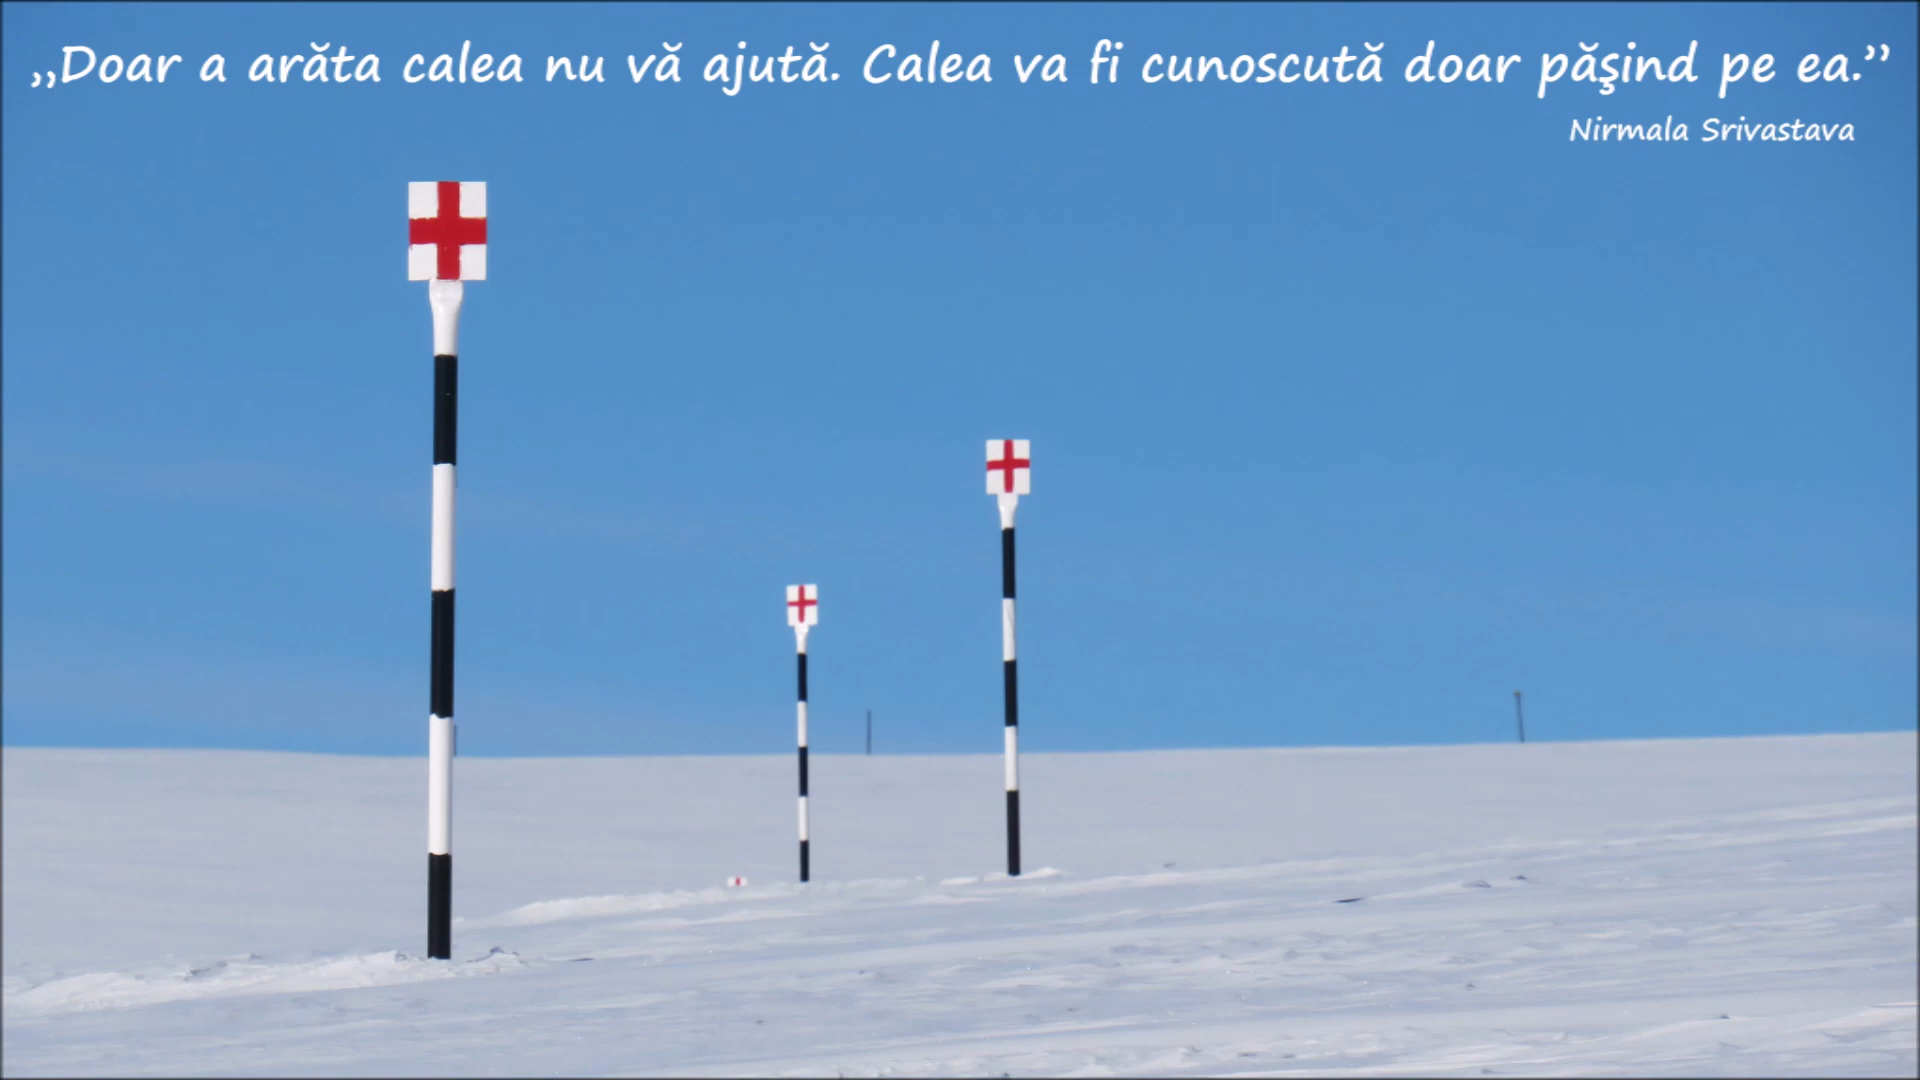 „Doar a arăta calea nu vă ajută. Calea va fi cunoscută doar păşind pe ea.”
Nirmala Srivastava